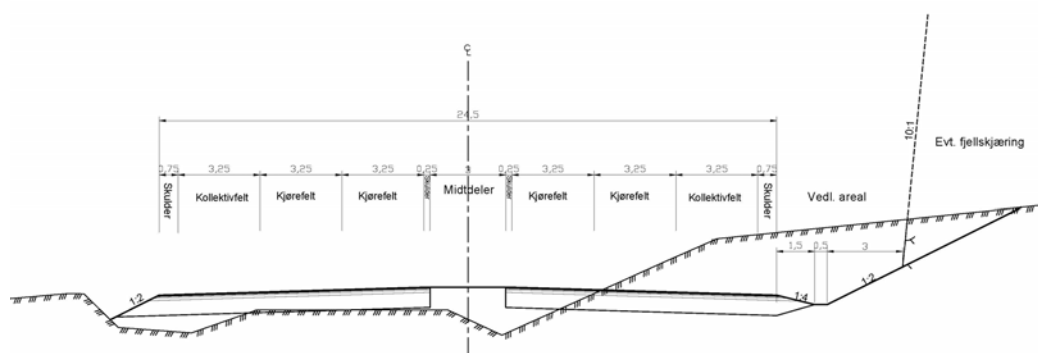 ℄
24,5
10:1
Evt. fjellskjæring
0,75 3,25 3,25 3,25 0,25 3 0,25 3,25 3,25 3,25 0,75
Skulder Kollektivfelt Kjørefelt Kjørefelt Skulder Midtdeler Skulder Kjørefelt Kjørefelt Kollektivfelt Skulder Vedl. areal
1,5 0,5 3
1:2 1:4 1:2